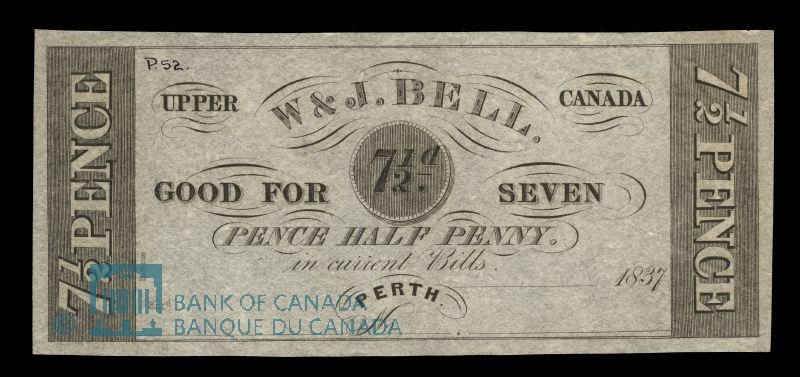 P. 52.
7½ PENCE
UPPER
W & J. BELL.
CANADA
7½ᵈ.
GOOD FOR SEVEN
PENCE HALF PENNY.
in current Bills.
1837
PERTH.
7½ PENCE
BANK OF CANADA
BANQUE DU CANADA